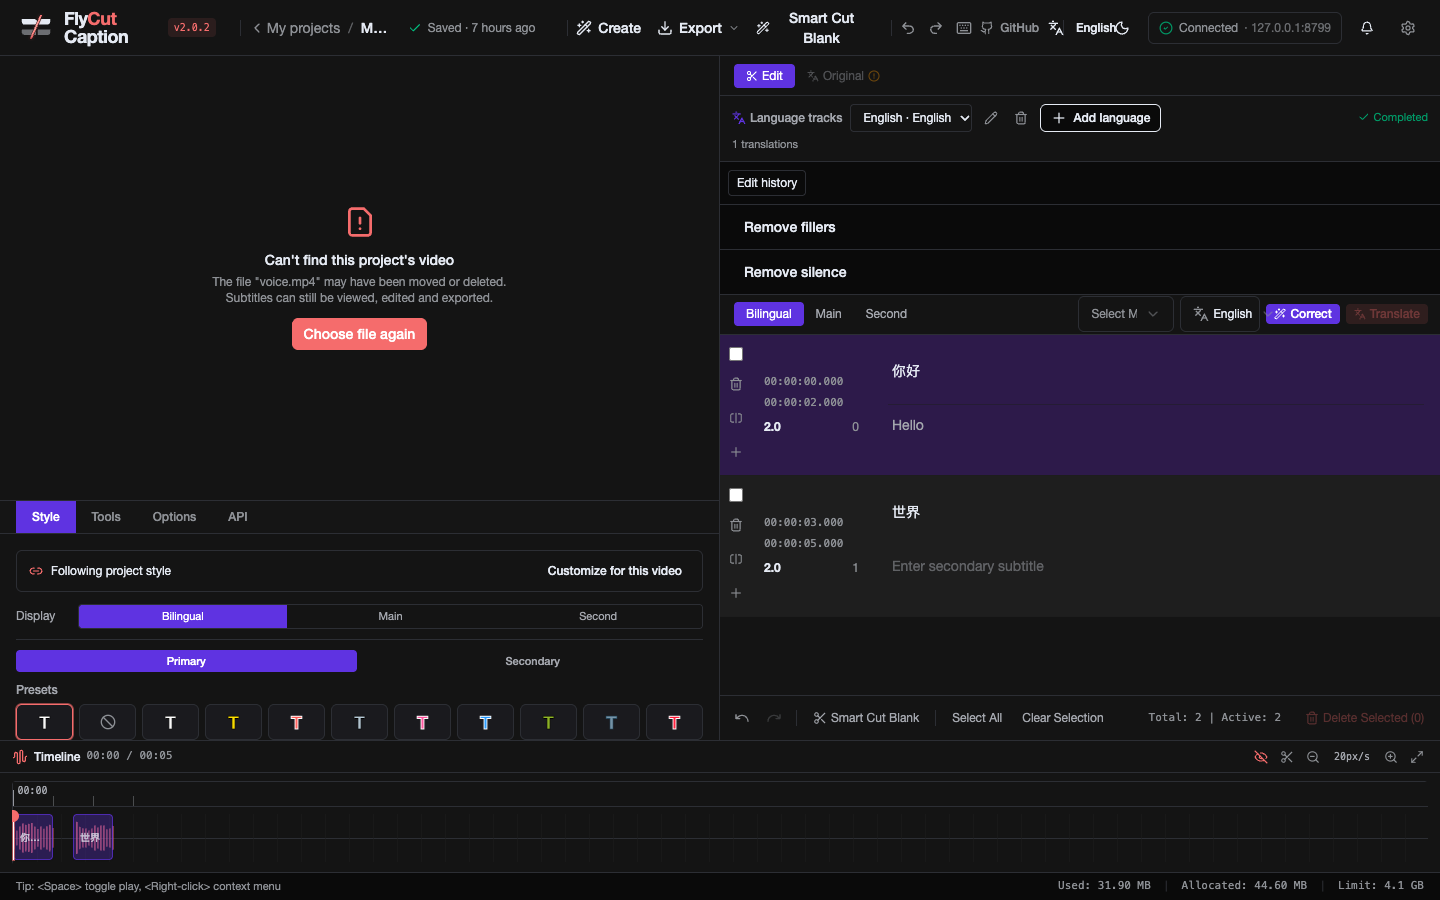 FlyCut
Caption
v2.0.2
My projects / M...
Saved · 7 hours ago
Create
Export
Smart Cut
Blank
GitHub
English
Connected · 127.0.0.1:8799
Can't find this project's video
The file "voice.mp4" may have been moved or deleted.
Subtitles can still be viewed, edited and exported.
Choose file again
Style
Tools
Options
API
Following project style
Customize for this video
Display
Bilingual
Main
Second
Primary
Secondary
Presets
T T T T T T T T T T
Edit
Original
Language tracks
English · English
Add language
Completed
1 translations
Edit history
Remove fillers
Remove silence
Bilingual
Main
Second
Select M
English
Correct
Translate
你好
00:00:00.000
00:00:02.000
2.0
0
Hello
世界
00:00:03.000
00:00:05.000
2.0
1
Enter secondary subtitle
Smart Cut Blank
Select All
Clear Selection
Total: 2 | Active: 2
Delete Selected (0)
Timeline
00:00 / 00:05
20px/s
00:00
你...
世界
Tip: <Space> toggle play, <Right-click> context menu
Used: 31.90 MB
Allocated: 44.60 MB
Limit: 4.1 GB